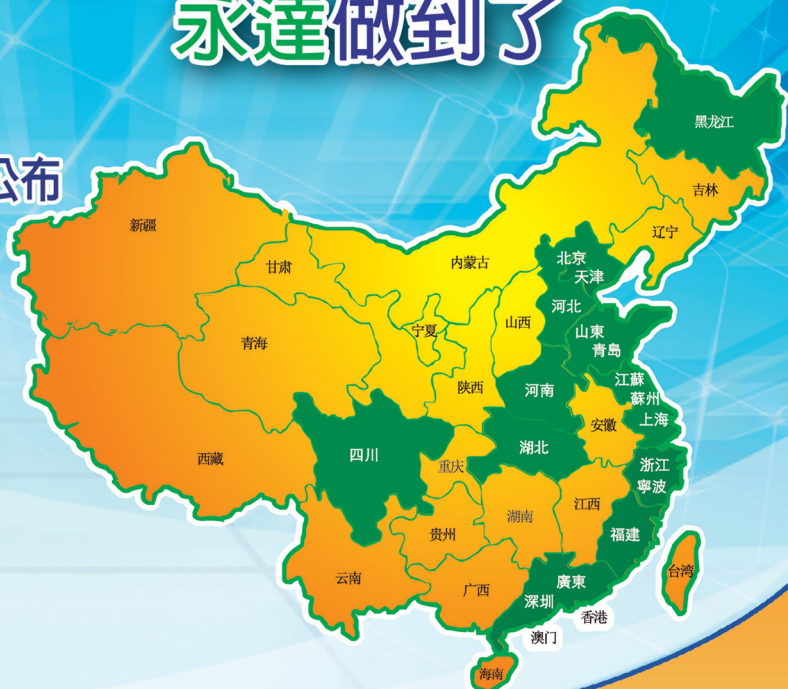 永達做到了
黑龙江
公布
吉林
新疆
辽宁
北京
内蒙古
甘肃
天津
河北
山西
宁夏
山東
青海
青島
江蘇
陕西
河南
蘇州
上海
安徽
湖北
四川
西藏
重庆
浙江
寧波
江西
湖南
贵州
福建
台湾
云南
廣東
广西
深圳
香港
澳门
海南